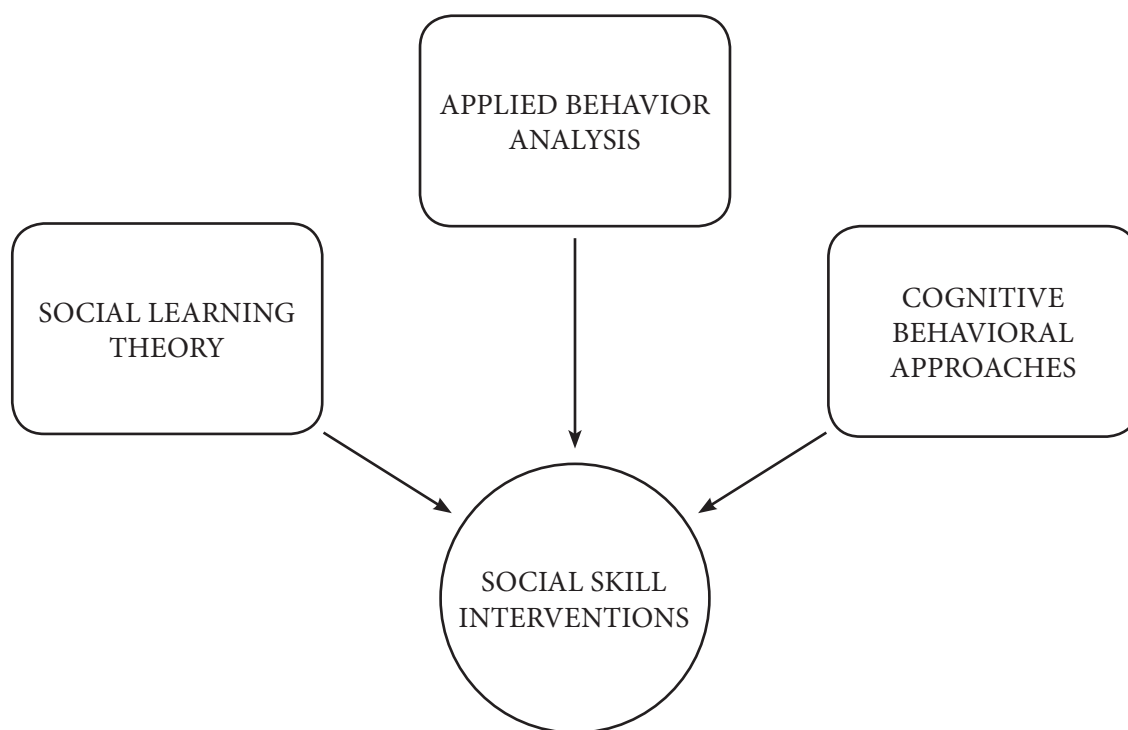 APPLIED BEHAVIOR
ANALYSIS
SOCIAL LEARNING
THEORY
COGNITIVE
BEHAVIORAL
APPROACHES
SOCIAL SKILL
INTERVENTIONS